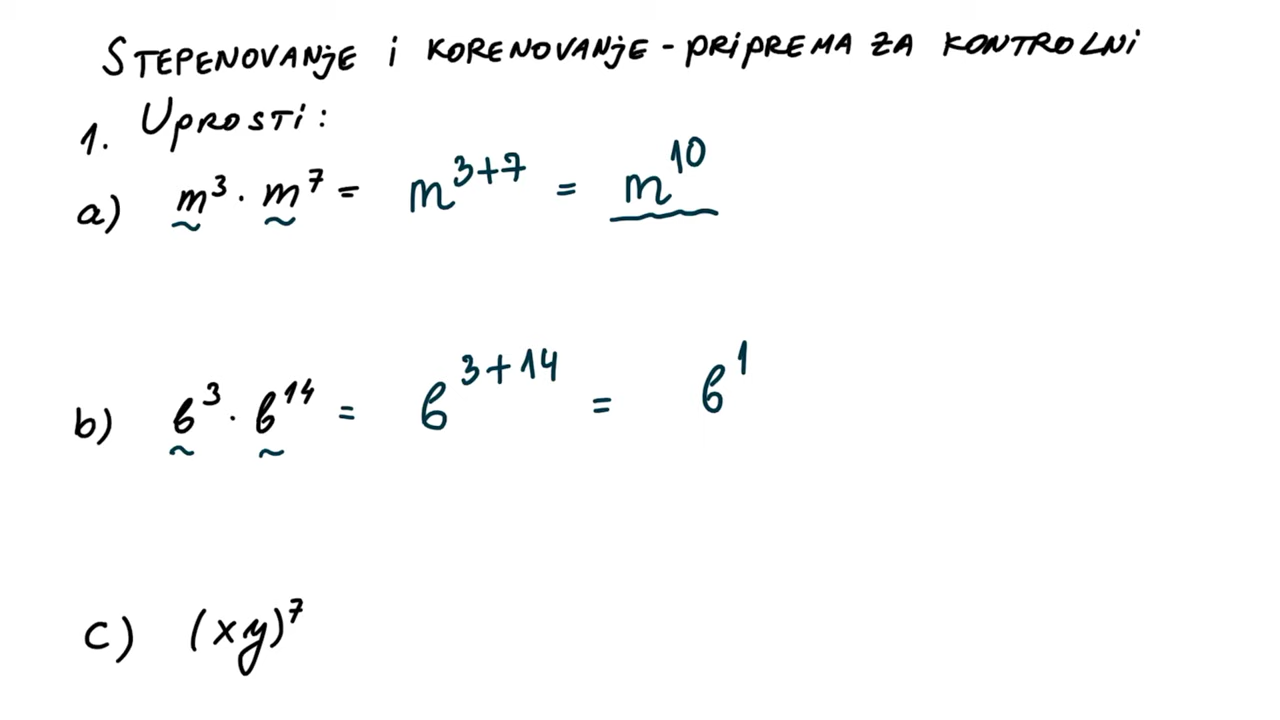 STEPENOVANjE i KORENOVANjE - PRiPREMA ZA KONTROLNi
1. UPROSTi:
a) m³ · m⁷ = m³⁺⁷ = m¹⁰
b) b³ · b¹⁴ = b³⁺¹⁴ = b¹
c) (xy)⁷